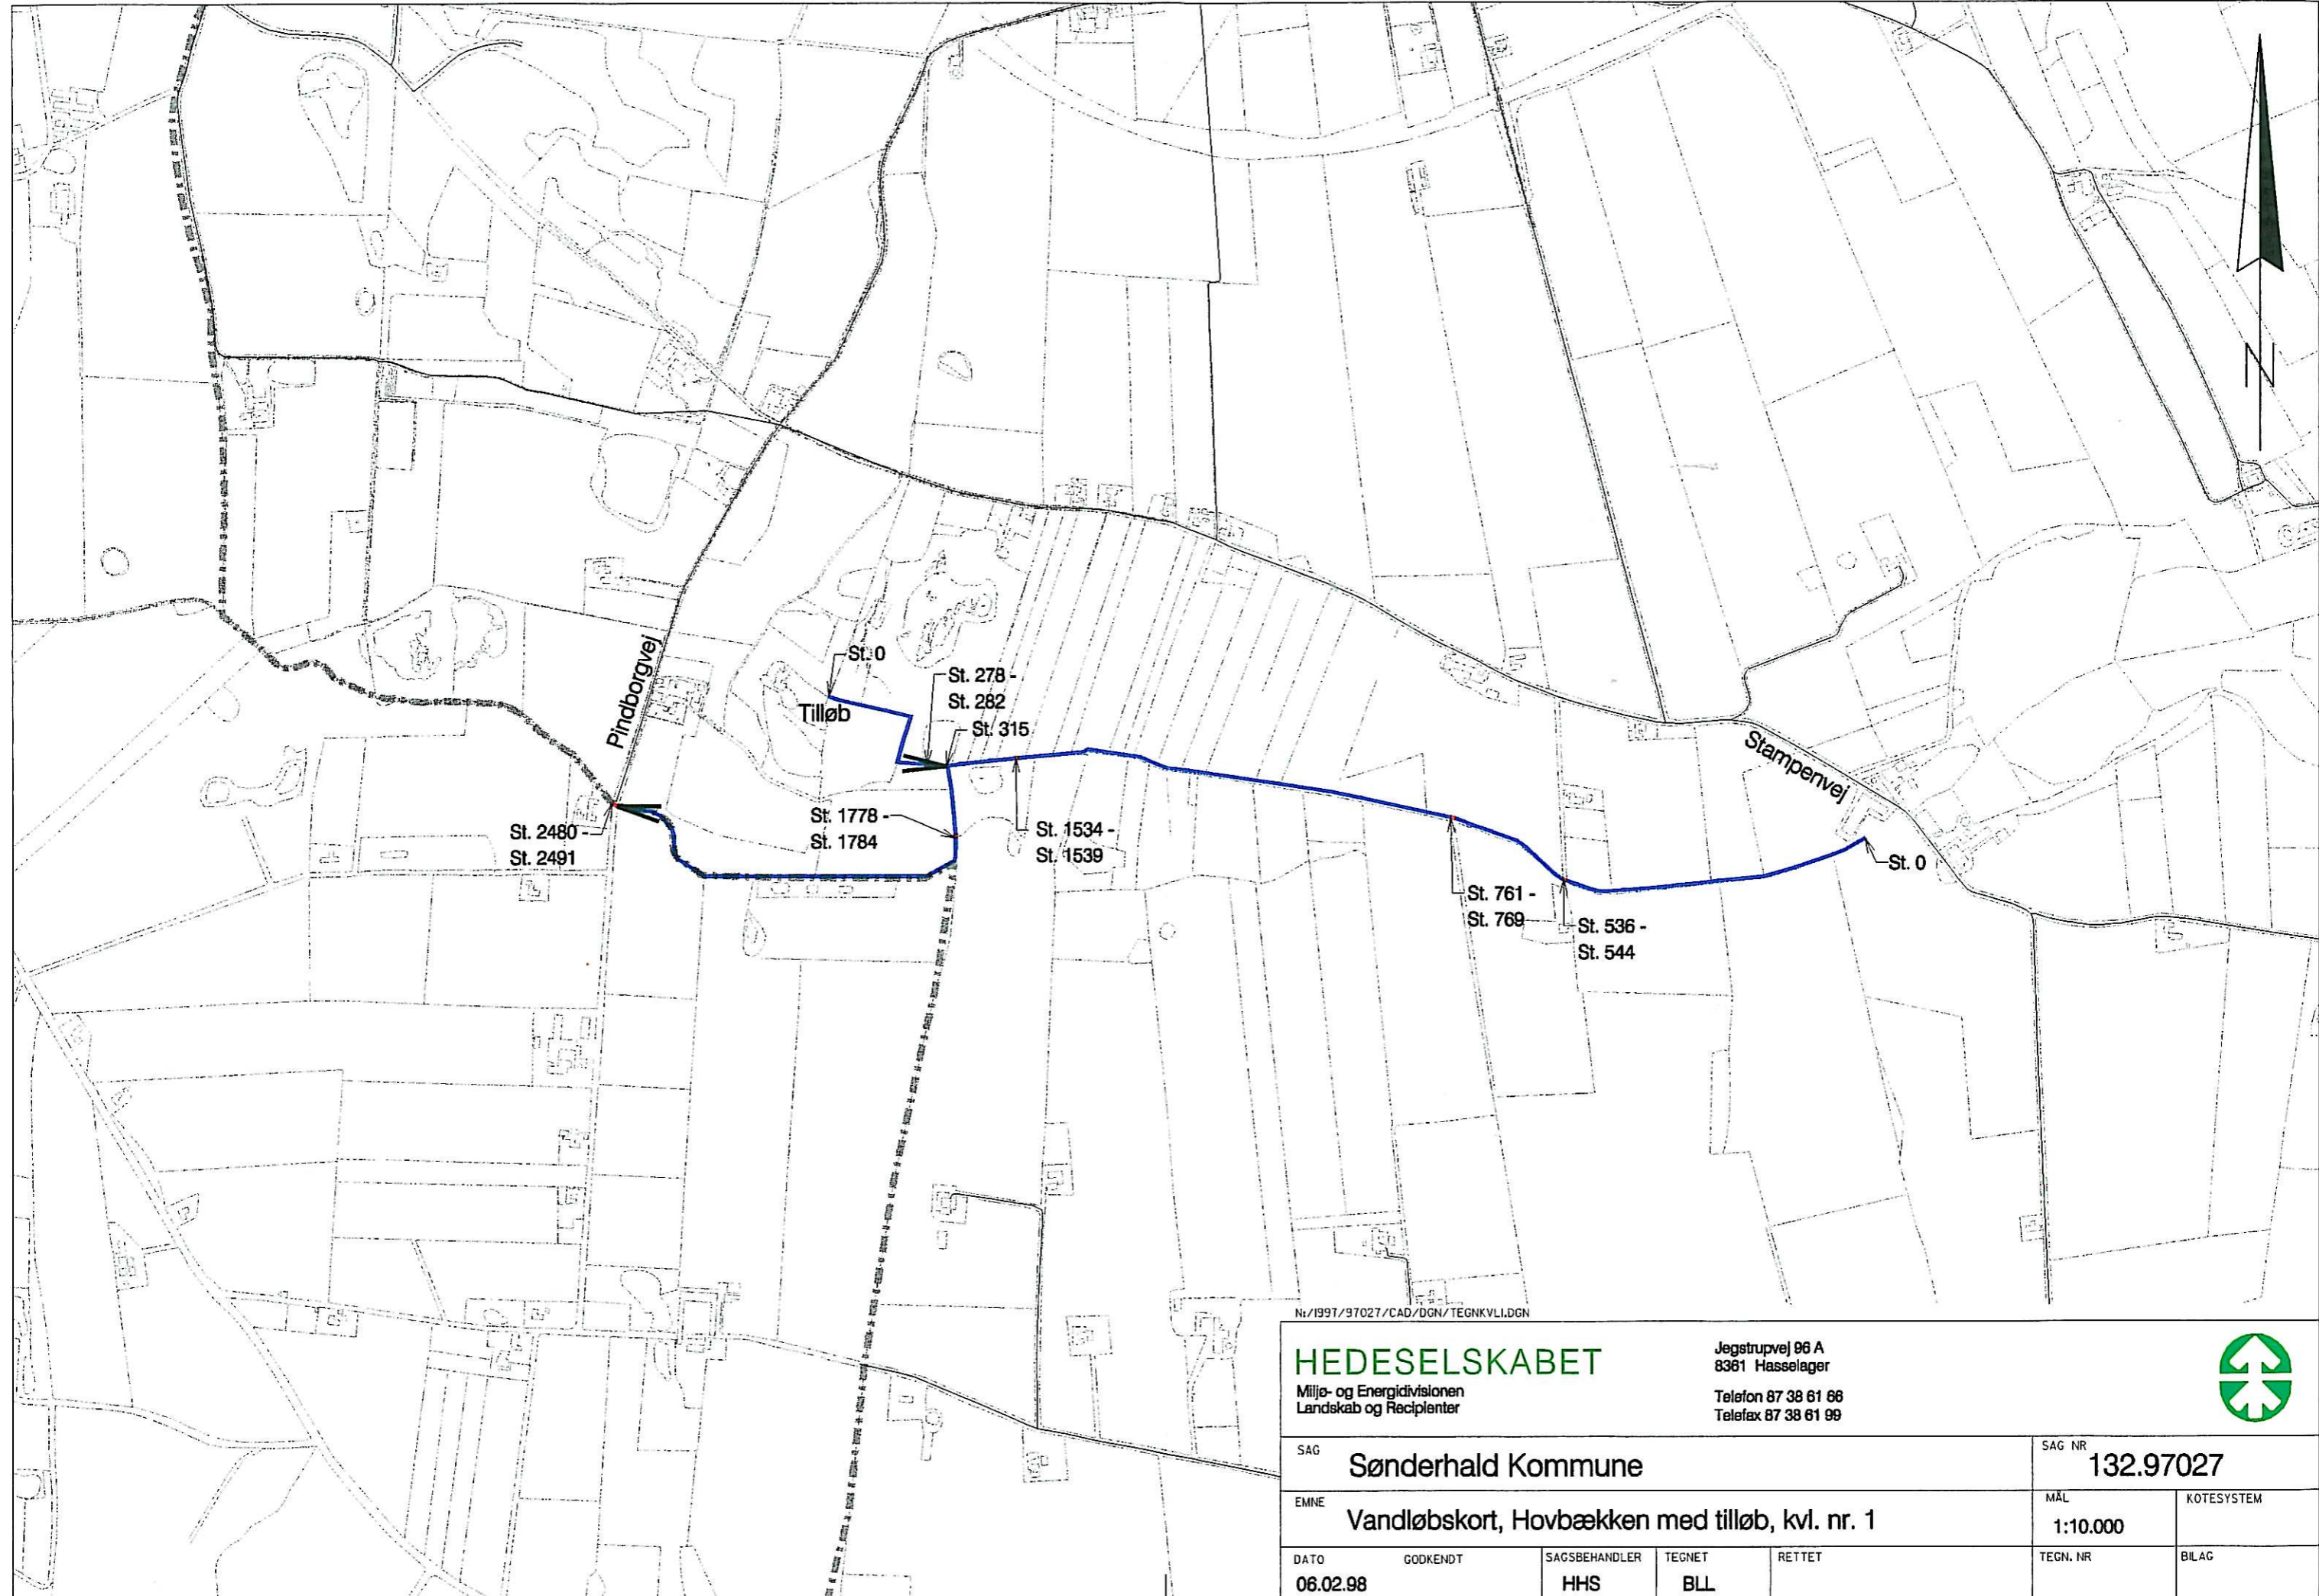 N
St. 0
Tilløb
St. 278 -
St. 282
St. 315
Pindborgvej
St. 2480 -
St. 2491
St. 1778 -
St. 1784
St. 1534 -
St. 1539
St. 761 -
St. 769
St. 536 -
St. 544
Stampenvej
St. 0
N:/1997/97027/CAD/DGN/TEGNKVL1.DGN
HEDESELSKABET
Miljø- og Energidivisionen
Landskab og Recipienter
Jegstrupvej 96 A
8361 Hasselager
Telefon 87 38 61 66
Telefax 87 38 61 99
SAG Sønderhald Kommune
SAG NR 132.97027
EMNE Vandløbskort, Hovbækken med tilløb, kvl. nr. 1
MÅL 1:10.000
KOTESYSTEM
DATO 06.02.98
GODKENDT
SAGSBEHANDLER HHS
TEGNET BLL
RETTET
TEGN. NR
BILAG